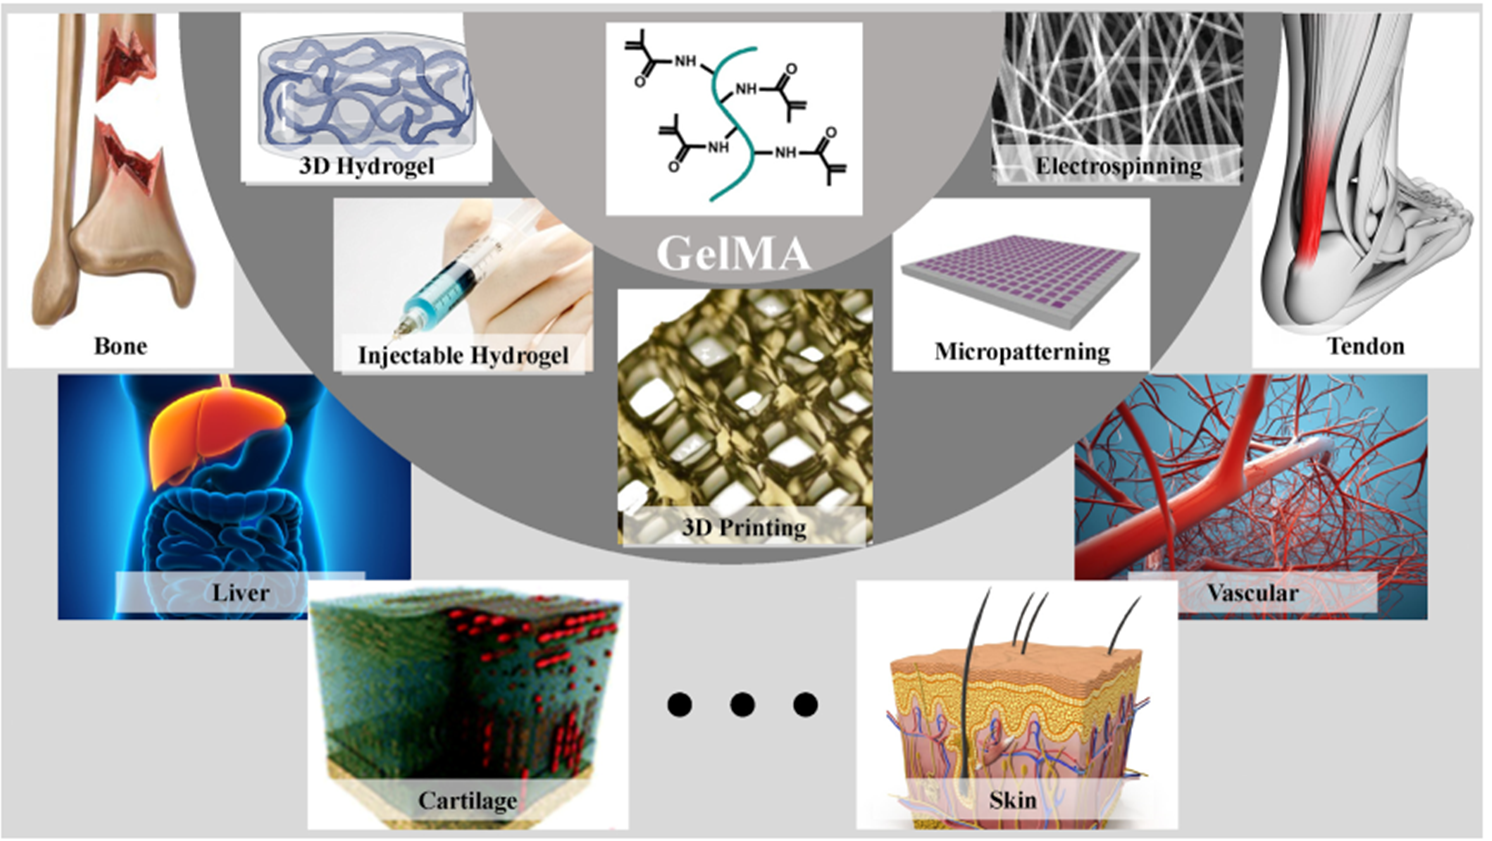 NH
O
NH
O
NH
O
NH
O
GelMA
3D Hydrogel
Electrospinning
Injectable Hydrogel
Micropatterning
3D Printing
Bone
Tendon
Liver
Vascular
Cartilage
Skin